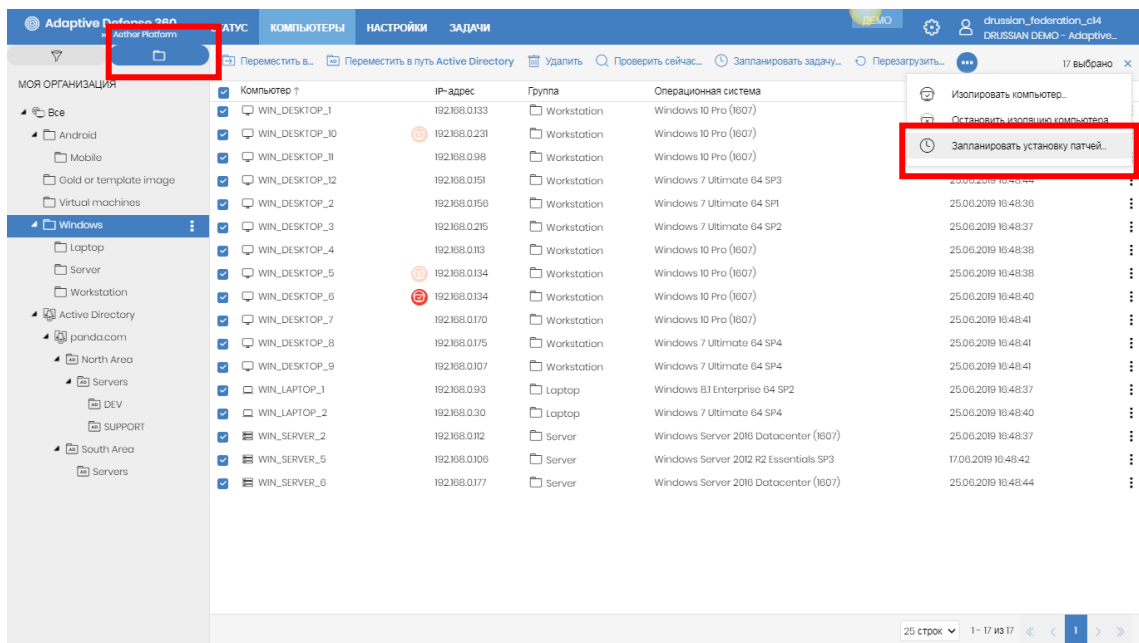 Adaptive Defense 360
Aether Platform
СТАТУС КОМПЬЮТЕРЫ НАСТРОЙКИ ЗАДАЧИ
ДЕМО
drussian_federation_c14
DRUSSIAN DEMO - Adaptive...
Переместить в... Переместить в путь Active Directory Удалить Проверить сейчас... Запланировать задачу... Перезагрузить... 17 выбрано
МОЯ ОРГАНИЗАЦИЯ
Все
Android
Mobile
Gold or template image
Virtual machines
Windows
Laptop
Server
Workstation
Active Directory
panda.com
North Area
Servers
DEV
SUPPORT
South Area
Servers
Компьютер ↑ IP-адрес Группа Операционная система
WIN_DESKTOP_1 192.168.0.133 Workstation Windows 10 Pro (1607)
WIN_DESKTOP_10 192.168.0.231 Workstation Windows 10 Pro (1607)
WIN_DESKTOP_11 192.168.0.98 Workstation Windows 10 Pro (1607)
WIN_DESKTOP_12 192.168.0.151 Workstation Windows 7 Ultimate 64 SP3 25.06.2019 16:48:44
WIN_DESKTOP_2 192.168.0.156 Workstation Windows 7 Ultimate 64 SP1 25.06.2019 16:48:36
WIN_DESKTOP_3 192.168.0.215 Workstation Windows 7 Ultimate 64 SP2 25.06.2019 16:48:37
WIN_DESKTOP_4 192.168.0.113 Workstation Windows 10 Pro (1607) 25.06.2019 16:48:38
WIN_DESKTOP_5 192.168.0.134 Workstation Windows 10 Pro (1607) 25.06.2019 16:48:38
WIN_DESKTOP_6 192.168.0.134 Workstation Windows 10 Pro (1607) 25.06.2019 16:48:40
WIN_DESKTOP_7 192.168.0.170 Workstation Windows 10 Pro (1607) 25.06.2019 16:48:41
WIN_DESKTOP_8 192.168.0.175 Workstation Windows 7 Ultimate 64 SP4 25.06.2019 16:48:41
WIN_DESKTOP_9 192.168.0.107 Workstation Windows 7 Ultimate 64 SP4 25.06.2019 16:48:41
WIN_LAPTOP_1 192.168.0.93 Laptop Windows 8.1 Enterprise 64 SP2 25.06.2019 16:48:37
WIN_LAPTOP_2 192.168.0.30 Laptop Windows 7 Ultimate 64 SP4 25.06.2019 16:48:40
WIN_SERVER_2 192.168.0.112 Server Windows Server 2016 Datacenter (1607) 25.06.2019 16:48:37
WIN_SERVER_5 192.168.0.106 Server Windows Server 2012 R2 Essentials SP3 17.06.2019 16:48:42
WIN_SERVER_6 192.168.0.177 Server Windows Server 2016 Datacenter (1607) 25.06.2019 16:48:44
Изолировать компьютер...
Остановить изоляцию компьютера
Запланировать установку патчей...
25 строк 1 - 17 из 17 « < 1 > »